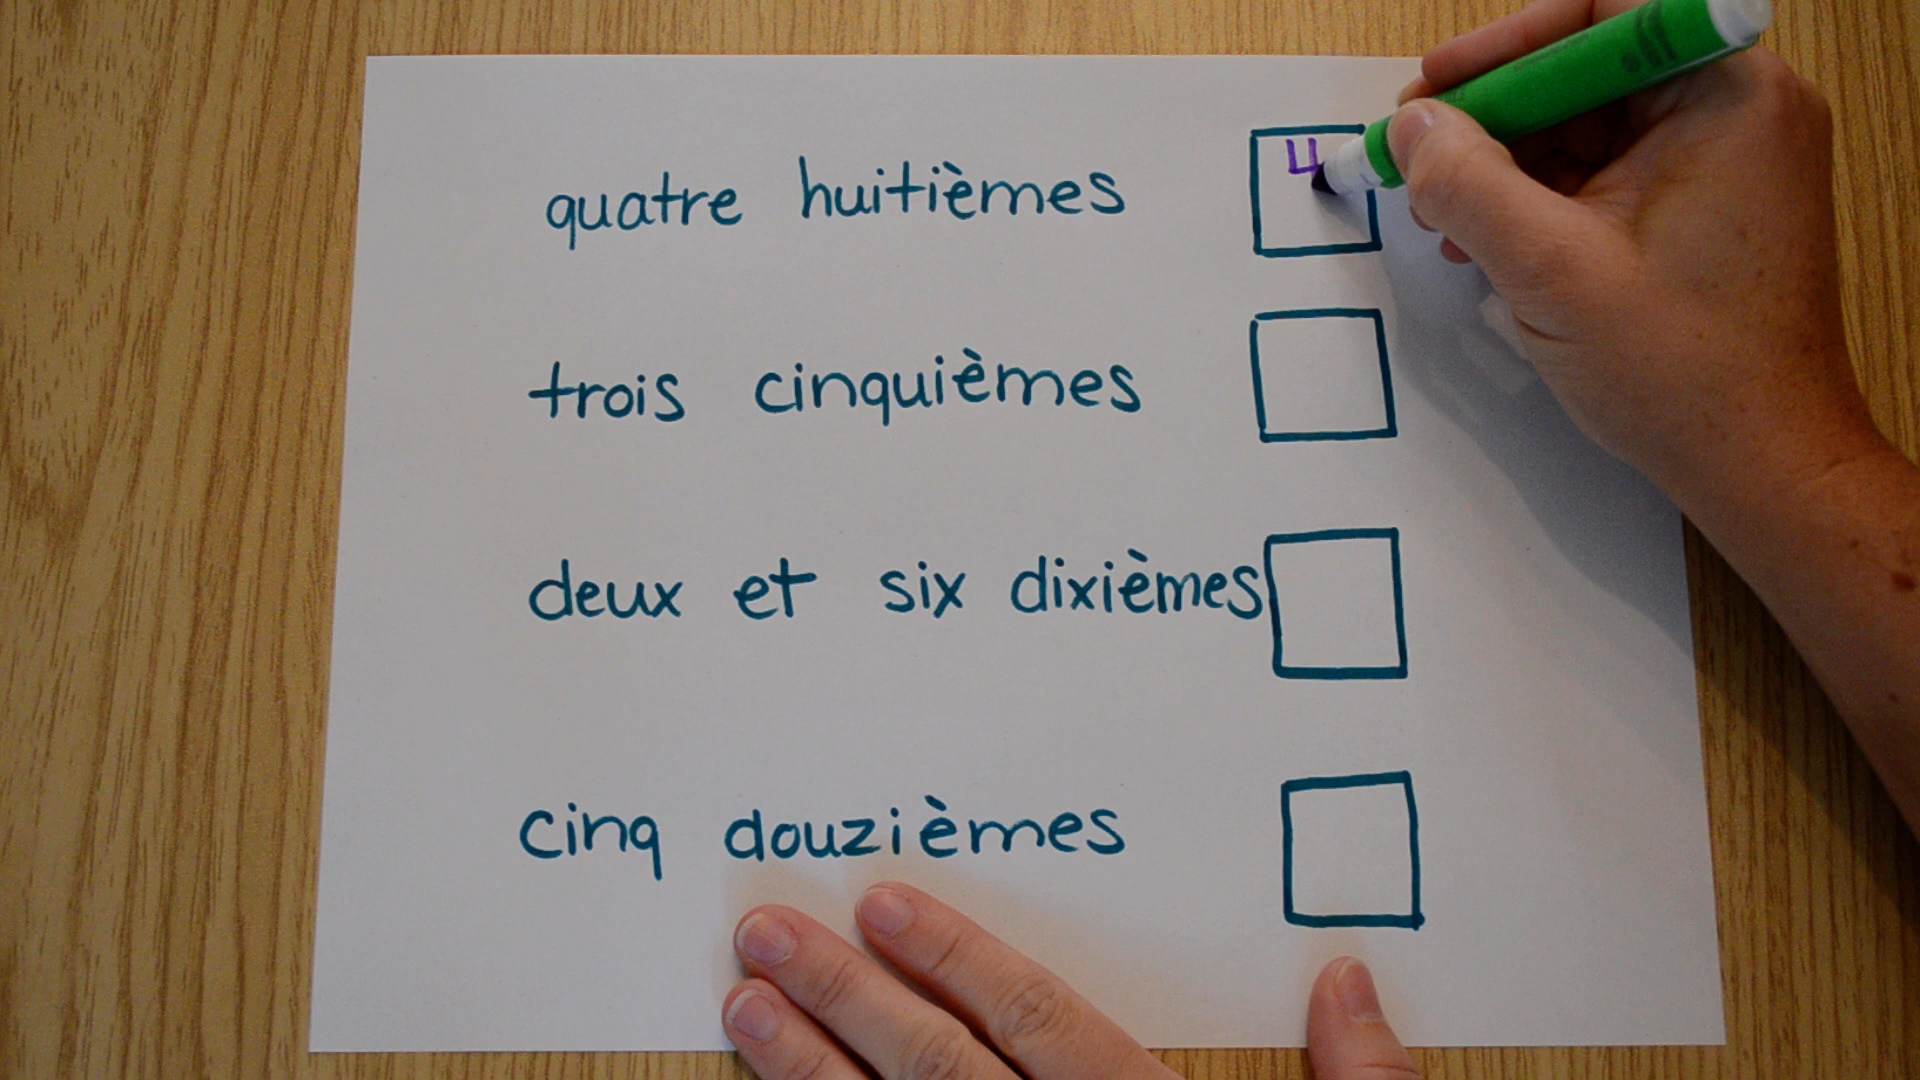 quatre huitièmes 4
trois cinquièmes
deux et six dixièmes
cinq douzièmes